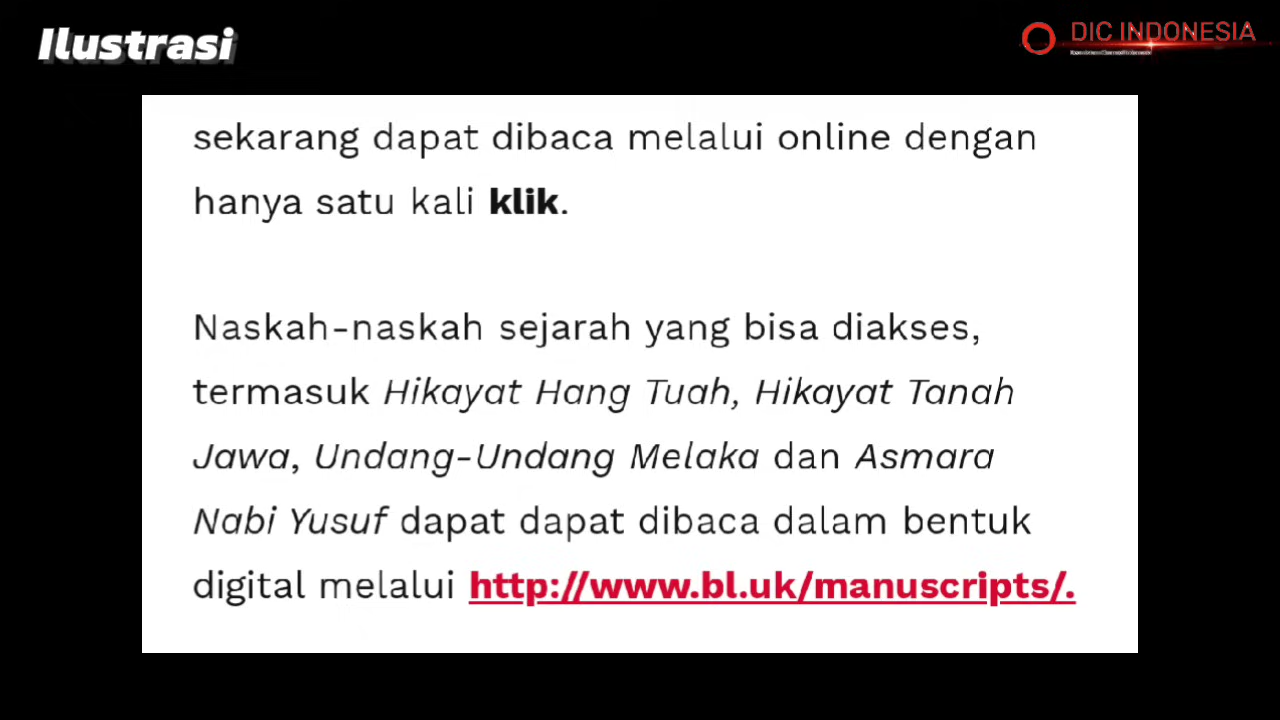 Ilustrasi
DIC INDONESIA
sekarang dapat dibaca melalui online dengan
hanya satu kali klik.
Naskah-naskah sejarah yang bisa diakses,
termasuk Hikayat Hang Tuah, Hikayat Tanah
Jawa, Undang-Undang Melaka dan Asmara
Nabi Yusuf dapat dapat dibaca dalam bentuk
digital melalui http://www.bl.uk/manuscripts/.